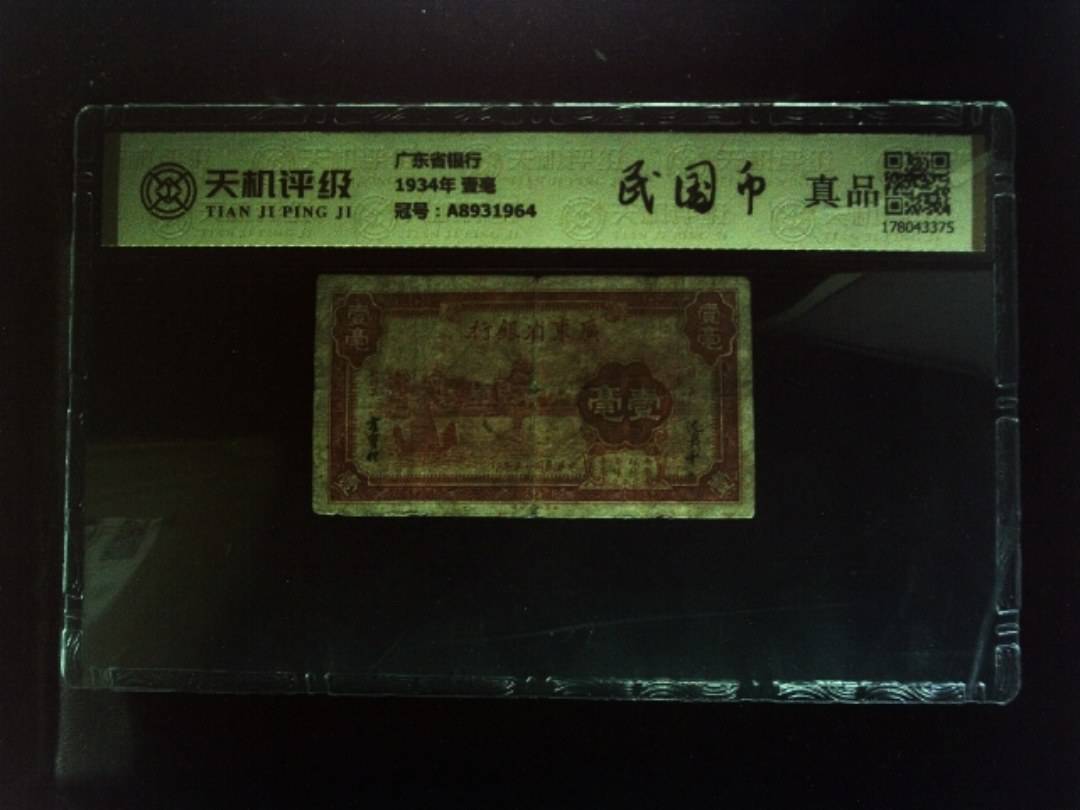 天机评级
TIAN JI PING JI
广东省银行
1934年 壹毫
冠号：A8931964
民国币
真品
178043375
壹毫
壹毫
行銀省東廣
毫壹